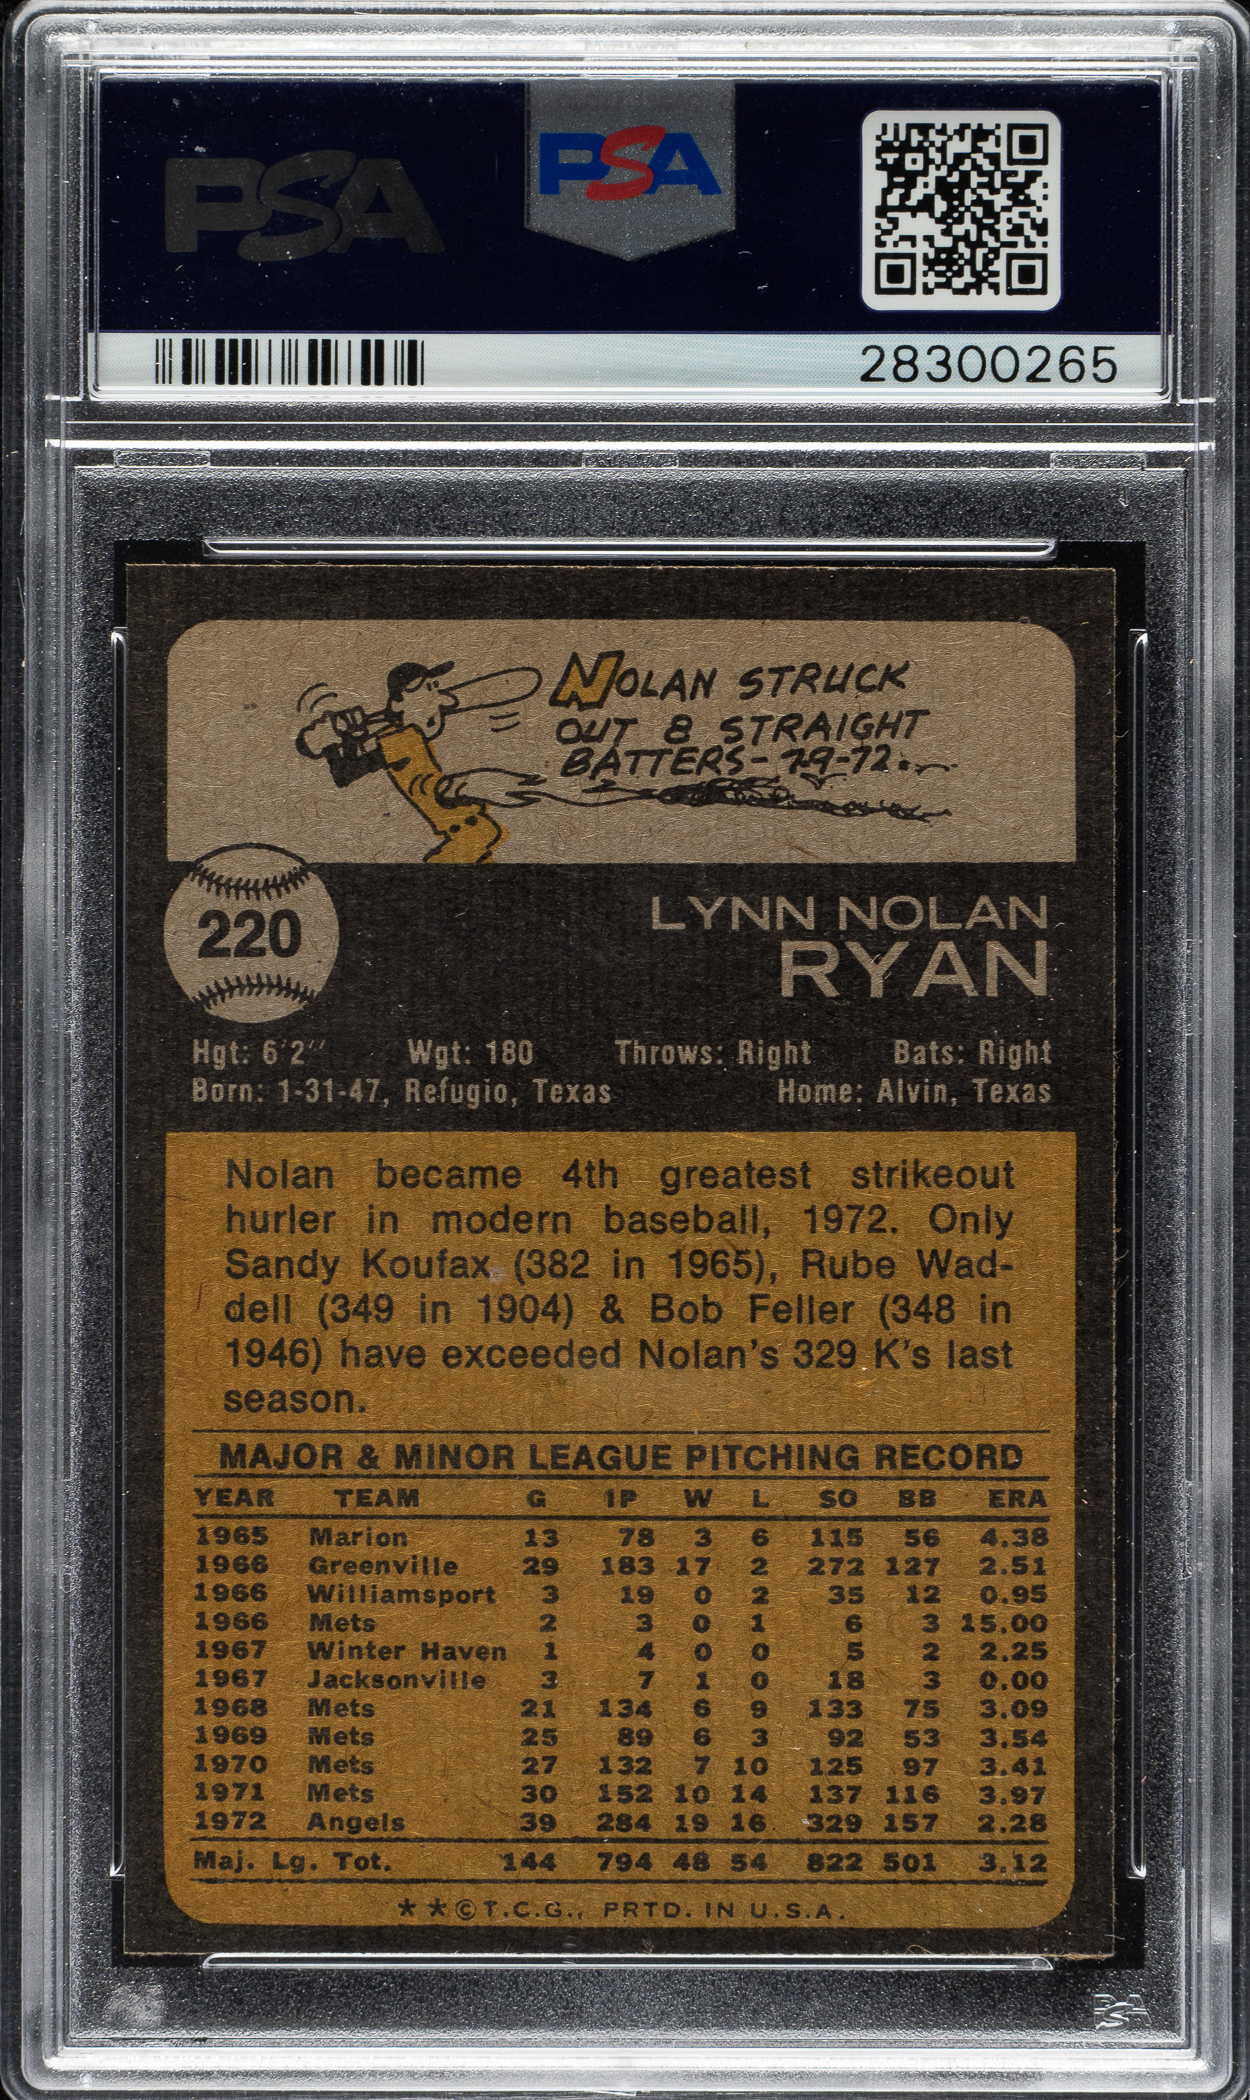 PSA
PSA
28300265
NOLAN STRUCK
OUT 8 STRAIGHT
BATTERS-7-9-72.
220
LYNN NOLAN
RYAN
Hgt: 6'2" Wgt: 180 Throws: Right Bats: Right
Born: 1-31-47, Refugio, Texas Home: Alvin, Texas
Nolan became 4th greatest strikeout
hurler in modern baseball, 1972. Only
Sandy Koufax (382 in 1965), Rube Wad-
dell (349 in 1904) & Bob Feller (348 in
1946) have exceeded Nolan's 329 K's last
season.
MAJOR & MINOR LEAGUE PITCHING RECORD
YEAR TEAM G IP W L SO BB ERA
1965 Marion 13 78 3 6 115 56 4.38
1966 Greenville 29 183 17 2 272 127 2.51
1966 Williamsport 3 19 0 2 35 12 0.95
1966 Mets 2 3 0 1 6 3 15.00
1967 Winter Haven 1 4 0 0 5 2 2.25
1967 Jacksonville 3 7 1 0 18 3 0.00
1968 Mets 21 134 6 9 133 75 3.09
1969 Mets 25 89 6 3 92 53 3.54
1970 Mets 27 132 7 10 125 97 3.41
1971 Mets 30 152 10 14 137 116 3.97
1972 Angels 39 284 19 16 329 157 2.28
Maj. Lg. Tot. 144 794 48 54 822 501 3.12
**©T.C.G., PRTD. IN U.S.A.
PSA